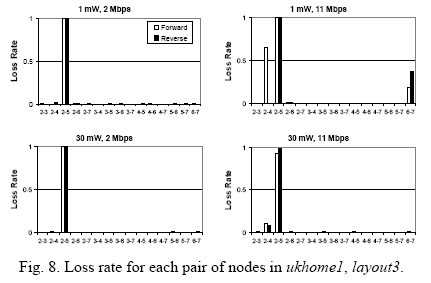 1 mW, 2 Mbps
Loss Rate
1
0.5
0
Forward
Reverse
2-3 2-4 2-5 2-6 2-7 3-4 3-5 3-6 3-7 4-5 4-6 4-7 5-6 5-7 6-7
1 mW, 11 Mbps
Loss Rate
1
0.5
0
2-3 2-4 2-5 2-6 2-7 3-4 3-5 3-6 3-7 4-5 4-6 4-7 5-6 5-7 6-7
30 mW, 2 Mbps
Loss Rate
1
0.5
0
2-3 2-4 2-5 2-6 2-7 3-4 3-5 3-6 3-7 4-5 4-6 4-7 5-6 5-7 6-7
30 mW, 11 Mbps
Loss Rate
1
0.5
0
2-3 2-4 2-5 2-6 2-7 3-4 3-5 3-6 3-7 4-5 4-6 4-7 5-6 5-7 6-7
Fig. 8. Loss rate for each pair of nodes in ukhome1, layout3.